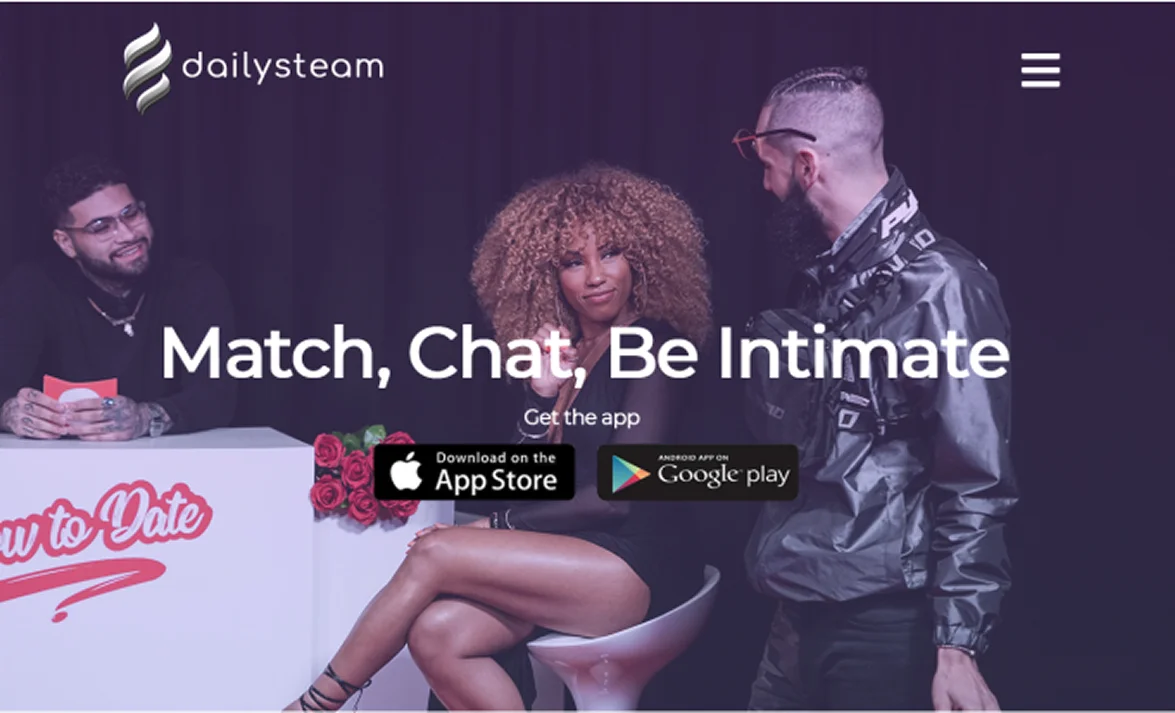 dailysteam
Match, Chat, Be Intimate
Get the app
Download on the
App Store
ANDROID APP ON
Google play
to Date